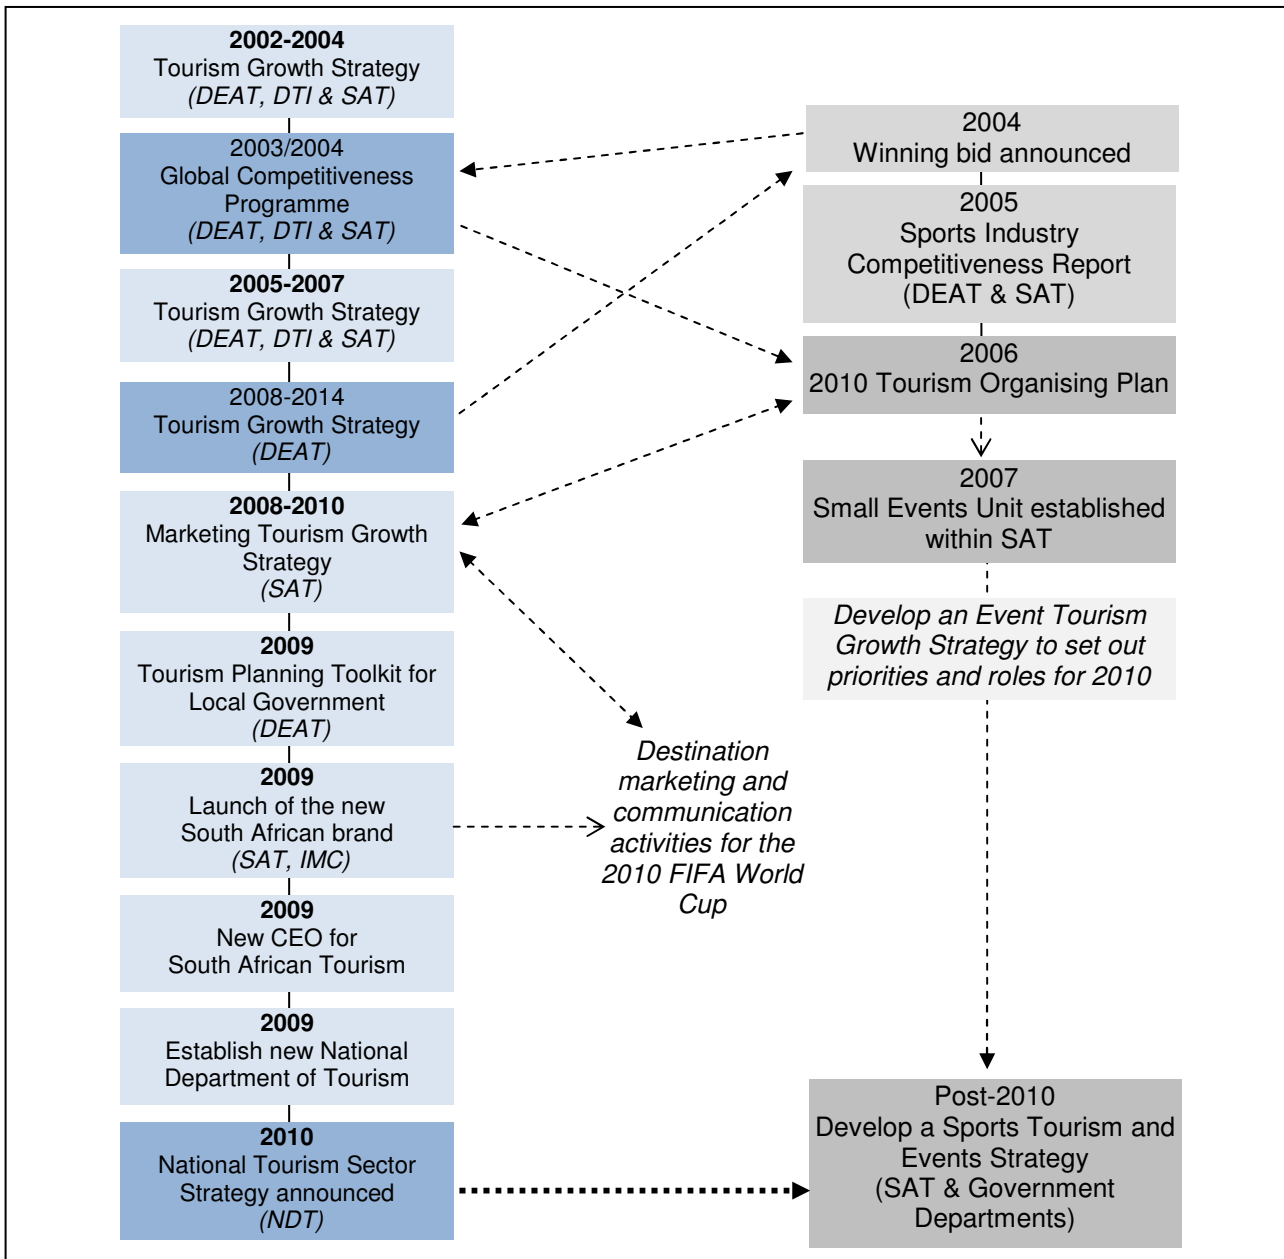 2002-2004
Tourism Growth Strategy
(DEAT, DTI & SAT)
2003/2004
Global Competitiveness
Programme
(DEAT, DTI & SAT)
2005-2007
Tourism Growth Strategy
(DEAT, DTI & SAT)
2008-2014
Tourism Growth Strategy
(DEAT)
2008-2010
Marketing Tourism Growth
Strategy
(SAT)
2009
Tourism Planning Toolkit for
Local Government
(DEAT)
2009
Launch of the new
South African brand
(SAT, IMC)
2009
New CEO for
South African Tourism
2009
Establish new National
Department of Tourism
2010
National Tourism Sector
Strategy announced
(NDT)
Destination
marketing and
communication
activities for the
2010 FIFA World
Cup
2004
Winning bid announced
2005
Sports Industry
Competitiveness Report
(DEAT & SAT)
2006
2010 Tourism Organising Plan
2007
Small Events Unit established
within SAT
Develop an Event Tourism
Growth Strategy to set out
priorities and roles for 2010
Post-2010
Develop a Sports Tourism and
Events Strategy
(SAT & Government
Departments)